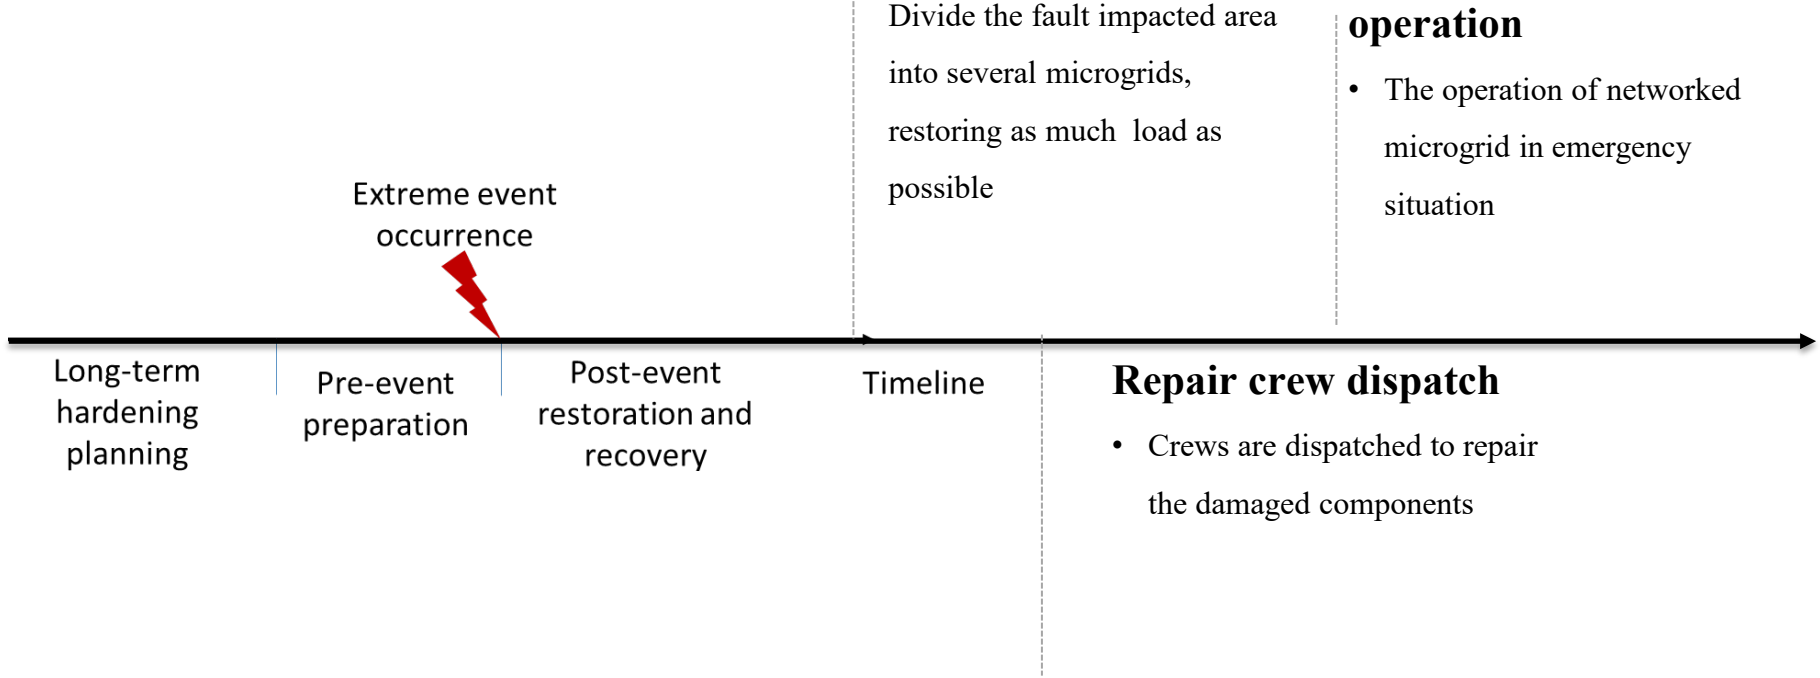 Divide the fault impacted area
into several microgrids,
restoring as much load as
possible
operation
• The operation of networked
microgrid in emergency
situation
Extreme event
occurrence
Long-term
hardening
planning
Pre-event
preparation
Post-event
restoration and
recovery
Timeline
Repair crew dispatch
• Crews are dispatched to repair
the damaged components